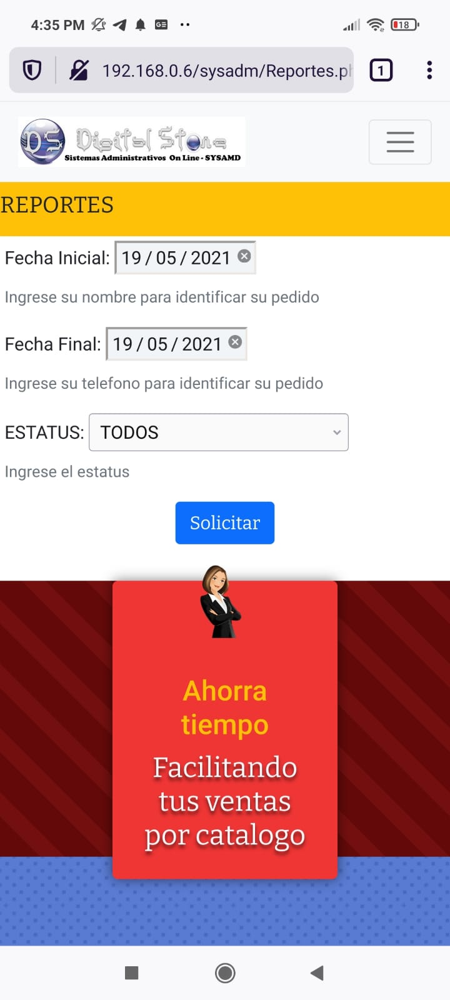 4:35 PM
GE
18
192.168.0.6/sysadm/Reportes.ph
1
DS Digital Stone
Sistemas Administrativos On Line - SYSAMD
REPORTES
Fecha Inicial: 19 / 05 / 2021
Ingrese su nombre para identificar su pedido
Fecha Final: 19 / 05 / 2021
Ingrese su telefono para identificar su pedido
ESTATUS: TODOS
Ingrese el estatus
Solicitar
Ahorra
tiempo
Facilitando
tus ventas
por catalogo